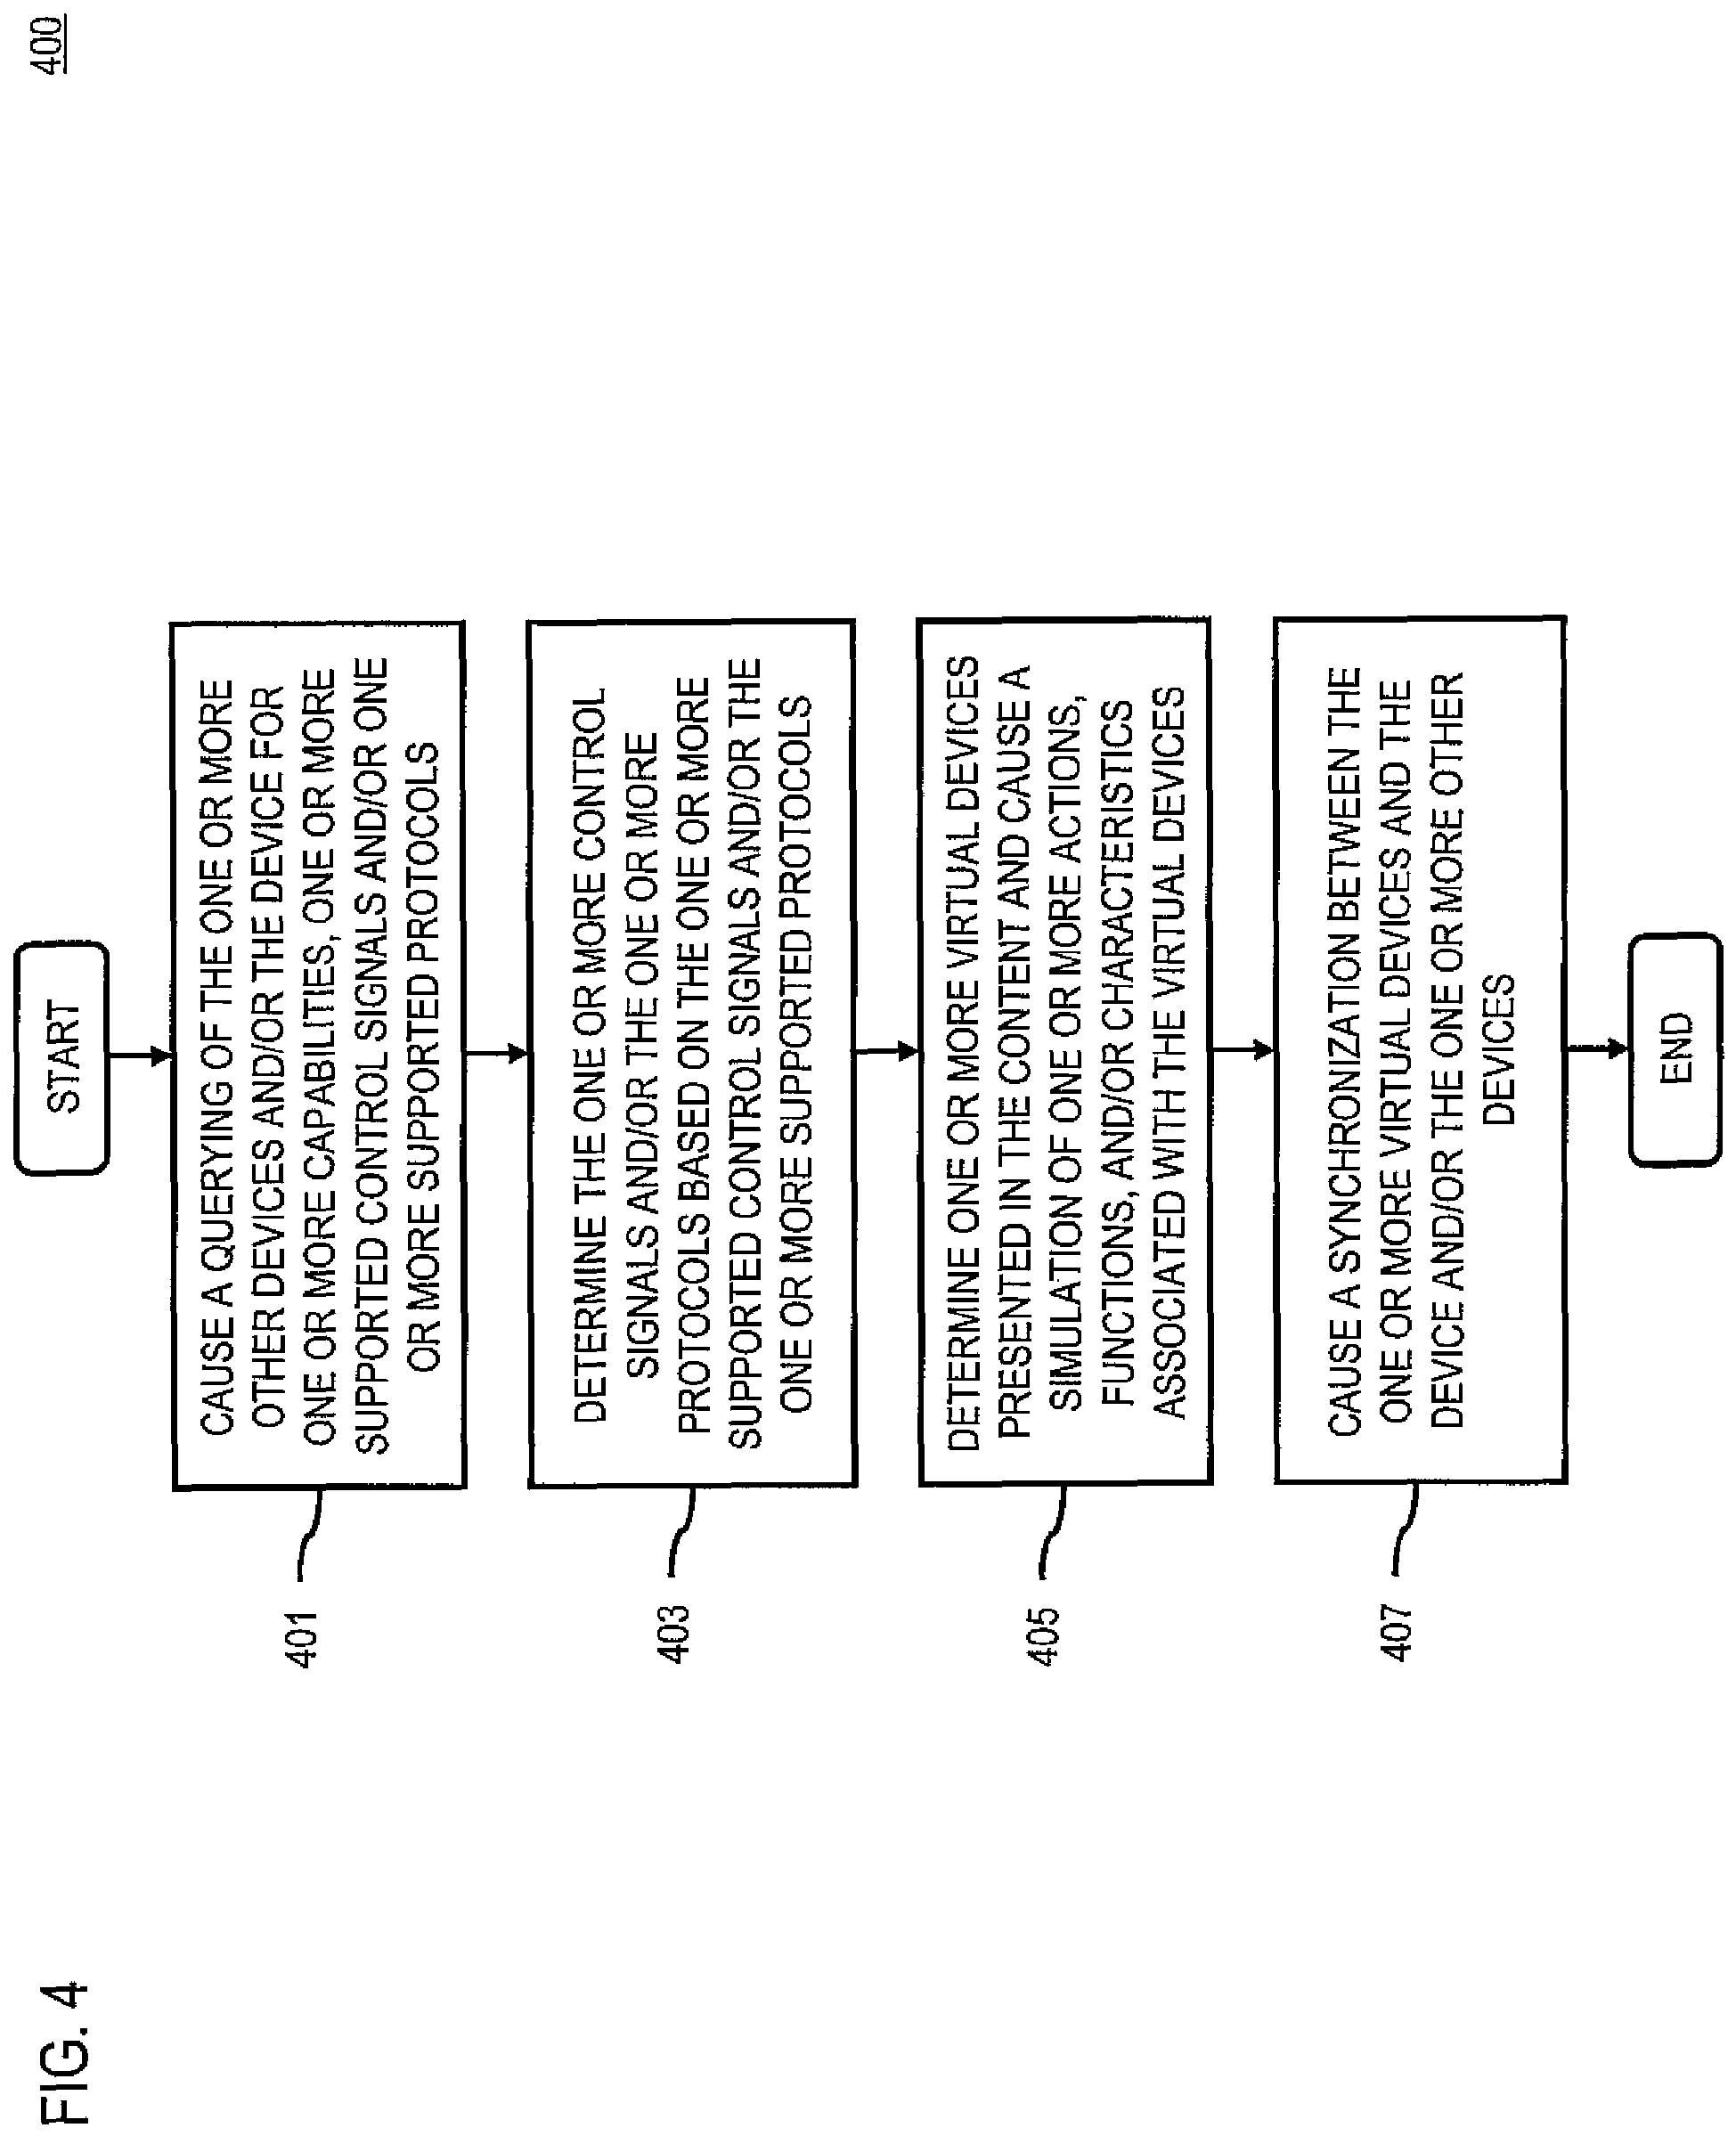 FIG. 4
400
START
CAUSE A QUERYING OF THE ONE OR MORE
OTHER DEVICES AND/OR THE DEVICE FOR
ONE OR MORE CAPABILITIES, ONE OR MORE
SUPPORTED CONTROL SIGNALS AND/OR ONE
OR MORE SUPPORTED PROTOCOLS
401
DETERMINE THE ONE OR MORE CONTROL
SIGNALS AND/OR THE ONE OR MORE
PROTOCOLS BASED ON THE ONE OR MORE
SUPPORTED CONTROL SIGNALS AND/OR THE
ONE OR MORE SUPPORTED PROTOCOLS
403
DETERMINE ONE OR MORE VIRTUAL DEVICES
PRESENTED IN THE CONTENT AND CAUSE A
SIMULATION OF ONE OR MORE ACTIONS,
FUNCTIONS, AND/OR CHARACTERISTICS
ASSOCIATED WITH THE VIRTUAL DEVICES
405
CAUSE A SYNCHRONIZATION BETWEEN THE
ONE OR MORE VIRTUAL DEVICES AND THE
DEVICE AND/OR THE ONE OR MORE OTHER
DEVICES
407
END